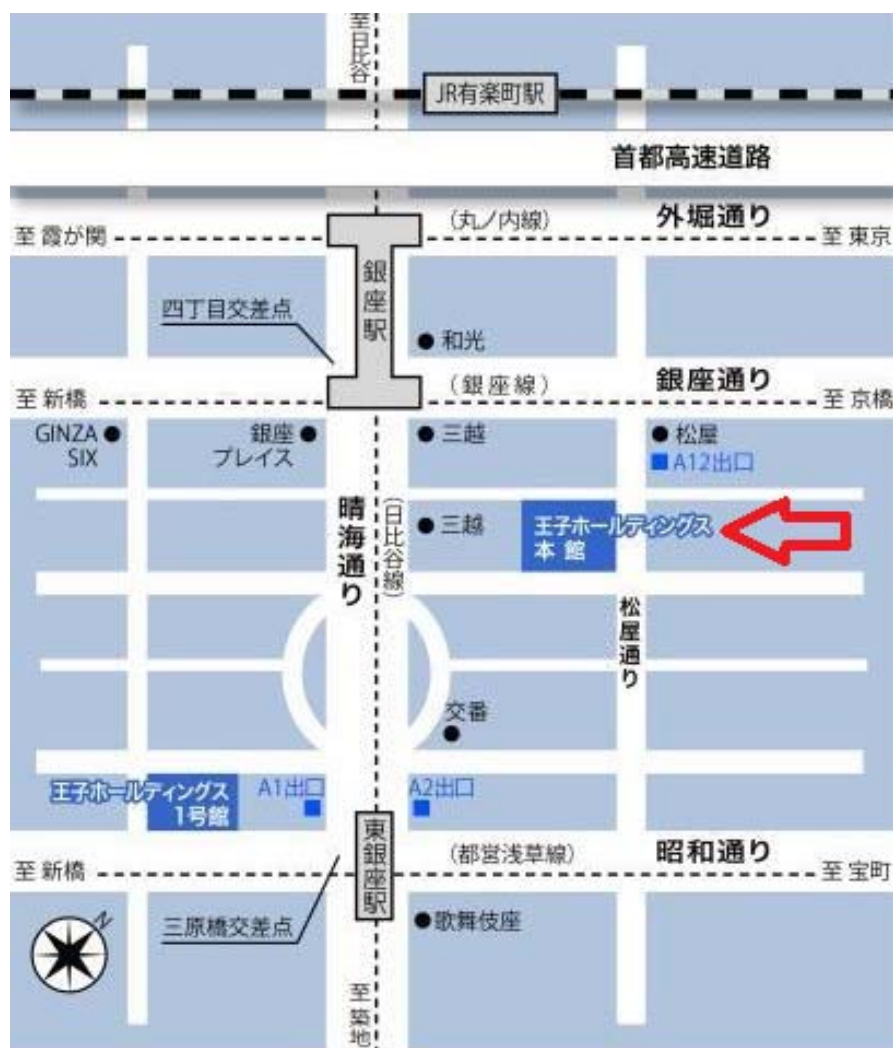 至日比谷
JR有楽町駅
首都高速道路
(丸ノ内線)
外堀通り
至 霞が関
至 東京
銀座駅
四丁目交差点
和光
(銀座線)
銀座通り
至 新橋
至 京橋
GINZA
SIX
銀座
プレイス
三越
松屋
A12出口
晴海通り
(日比谷線)
三越
王子ホールディングス
本 館
松屋通り
交番
王子ホールディングス
1号館
A1出口
A2出口
東銀座駅
(都営浅草線)
昭和通り
至 新橋
至 宝町
三原橋交差点
歌舞伎座
N
至 築地